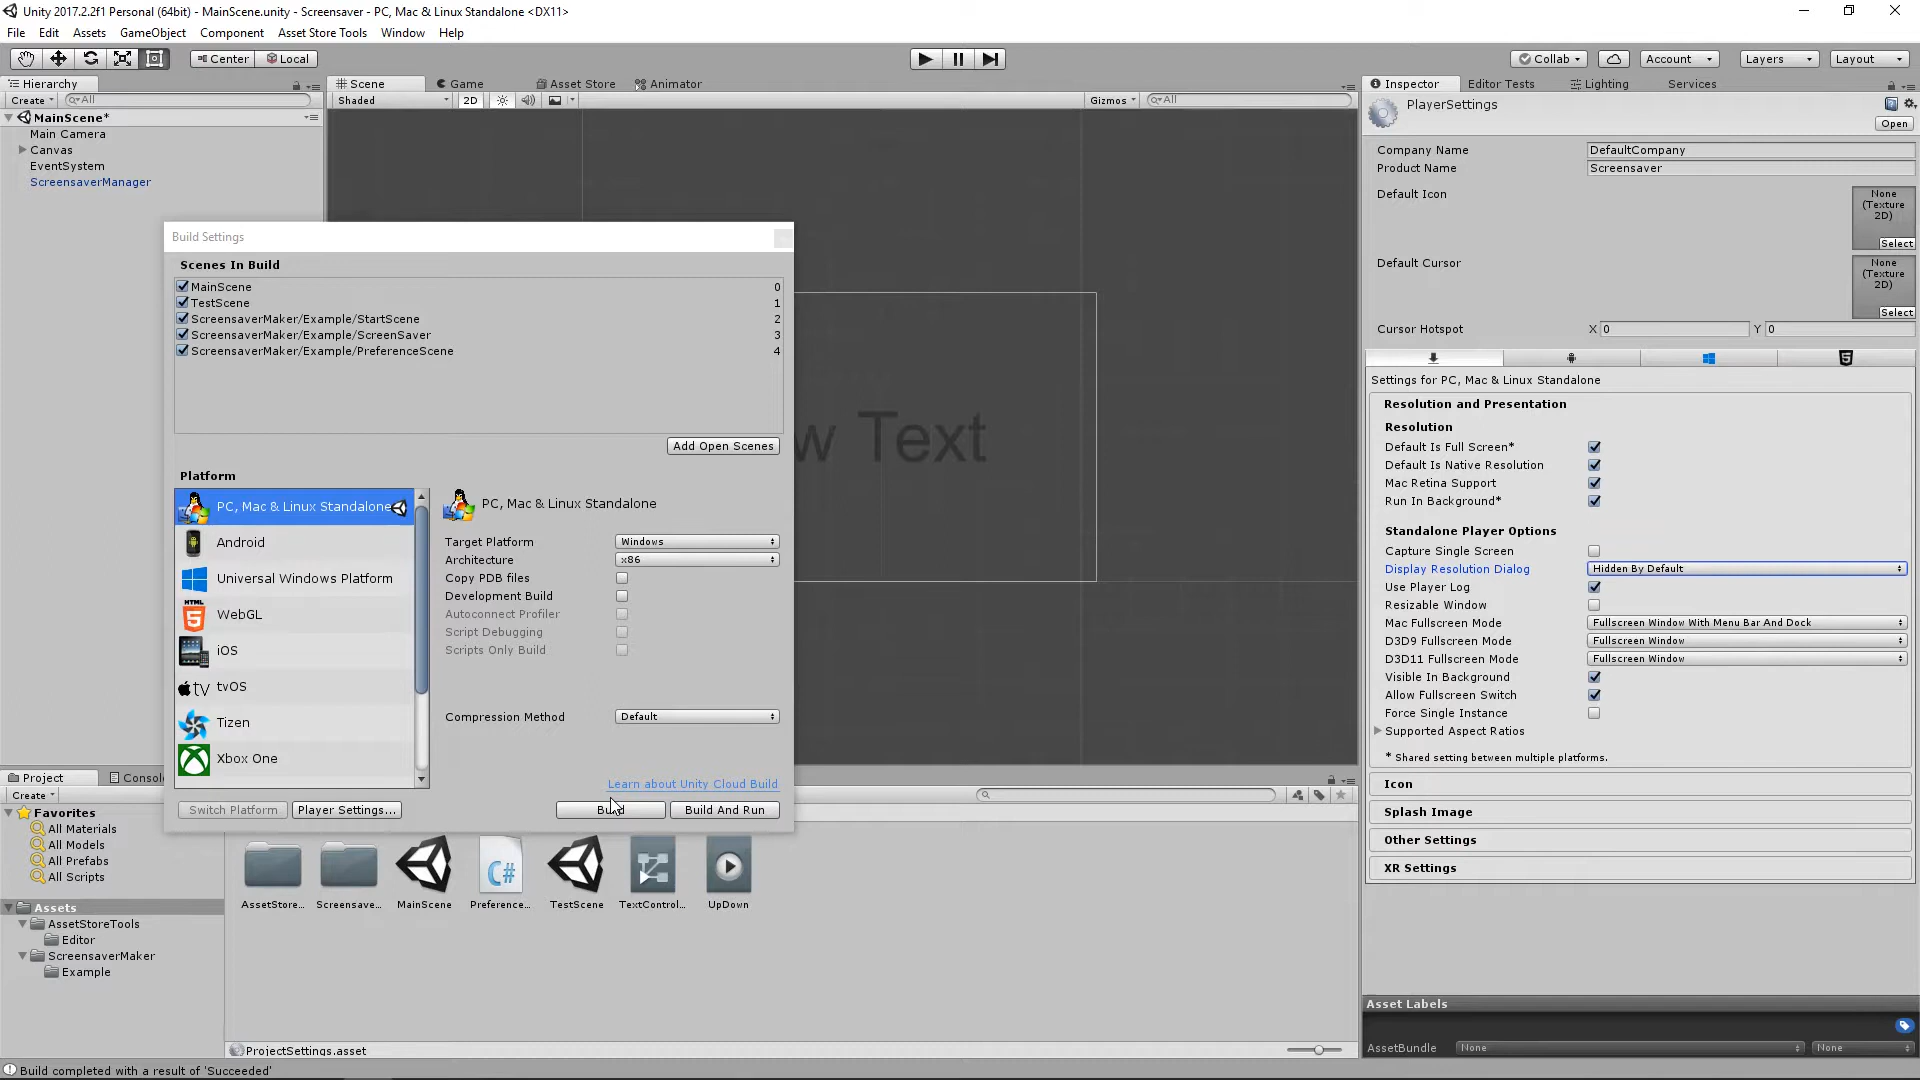 Unity 2017.2.2f1 Personal (64bit) - MainScene.unity - Screensaver - PC, Mac & Linux Standalone <DX11>
File Edit Assets GameObject Component Asset Store Tools Window Help
Center Local Collab Account Layers Layout
Hierarchy Scene Game Asset Store Animator Inspector Editor Tests Lighting Services
Create All Shaded 2D Gizmos All
PlayerSettings
Open
MainScene*
Main Camera
Canvas
EventSystem
ScreensaverManager
Company Name DefaultCompany
Product Name Screensaver
Default Icon None (Texture 2D) Select
Default Cursor None (Texture 2D) Select
Cursor Hotspot X 0 Y 0
Build Settings
Scenes In Build
MainScene 0
TestScene 1
ScreensaverMaker/Example/StartScene 2
ScreensaverMaker/Example/ScreenSaver 3
ScreensaverMaker/Example/PreferenceScene 4
Add Open Scenes
w Text
Platform
PC, Mac & Linux Standalone
Android
Universal Windows Platform
HTML
WebGL
iOS
tv tvOS
Tizen
Xbox One
PC, Mac & Linux Standalone
Target Platform Windows
Architecture x86
Copy PDB files
Development Build
Autoconnect Profiler
Script Debugging
Scripts Only Build
Compression Method Default
Learn about Unity Cloud Build
Switch Platform Player Settings... Build Build And Run
Settings for PC, Mac & Linux Standalone
Resolution and Presentation
Resolution
Default Is Full Screen*
Default Is Native Resolution
Mac Retina Support
Run In Background*
Standalone Player Options
Capture Single Screen
Display Resolution Dialog Hidden By Default
Use Player Log
Resizable Window
Mac Fullscreen Mode Fullscreen Window With Menu Bar And Dock
D3D9 Fullscreen Mode Fullscreen Window
D3D11 Fullscreen Mode Fullscreen Window
Visible In Background
Allow Fullscreen Switch
Force Single Instance
Supported Aspect Ratios
* Shared setting between multiple platforms.
Icon
Splash Image
Other Settings
XR Settings
Project Consol
Create
Favorites
All Materials
All Models
All Prefabs
All Scripts
Assets
AssetStoreTools
Editor
ScreensaverMaker
Example
C#
AssetStore... Screensave... MainScene Preference... TestScene TextControl... UpDown
ProjectSettings.asset
Asset Labels
AssetBundle None None
Build completed with a result of 'Succeeded'